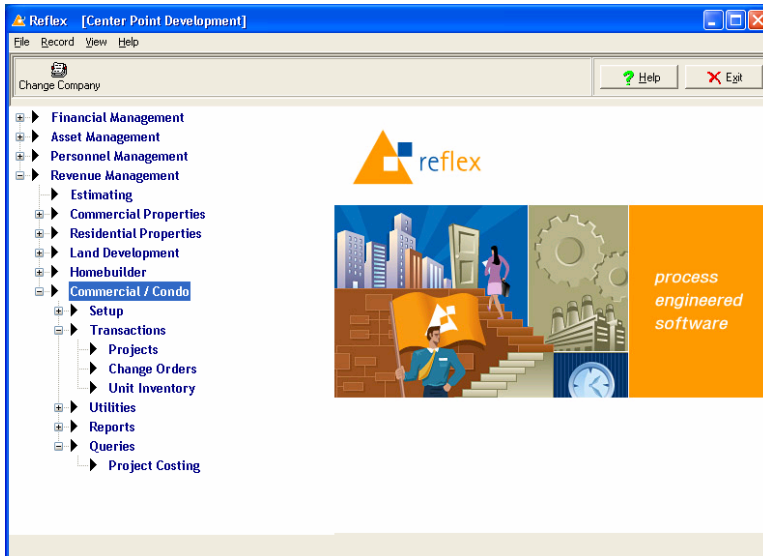 Reflex [Center Point Development]
File Record View Help
Change Company
Help
Exit
Financial Management
Asset Management
Personnel Management
Revenue Management
Estimating
Commercial Properties
Residential Properties
Land Development
Homebuilder
Commercial / Condo
Setup
Transactions
Projects
Change Orders
Unit Inventory
Utilities
Reports
Queries
Project Costing
reflex
process
engineered
software